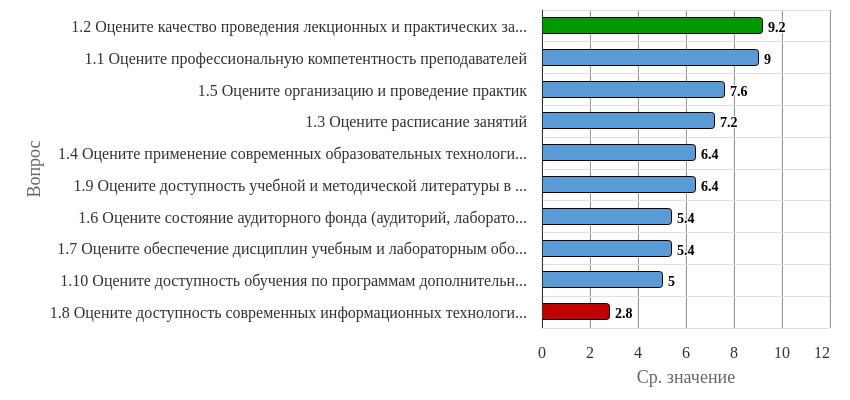 1.2 Оцените качество проведения лекционных и практических за...
9.2
1.1 Оцените профессиональную компетентность преподавателей
9
1.5 Оцените организацию и проведение практик
7.6
1.3 Оцените расписание занятий
7.2
1.4 Оцените применение современных образовательных технологи...
6.4
1.9 Оцените доступность учебной и методической литературы в ...
6.4
1.6 Оцените состояние аудиторного фонда (аудиторий, лаборато...
5.4
1.7 Оцените обеспечение дисциплин учебным и лабораторным обо...
5.4
1.10 Оцените доступность обучения по программам дополнительн...
5
1.8 Оцените доступность современных информационных технологи...
2.8
Вопрос
0 2 4 6 8 10 12
Ср. значение